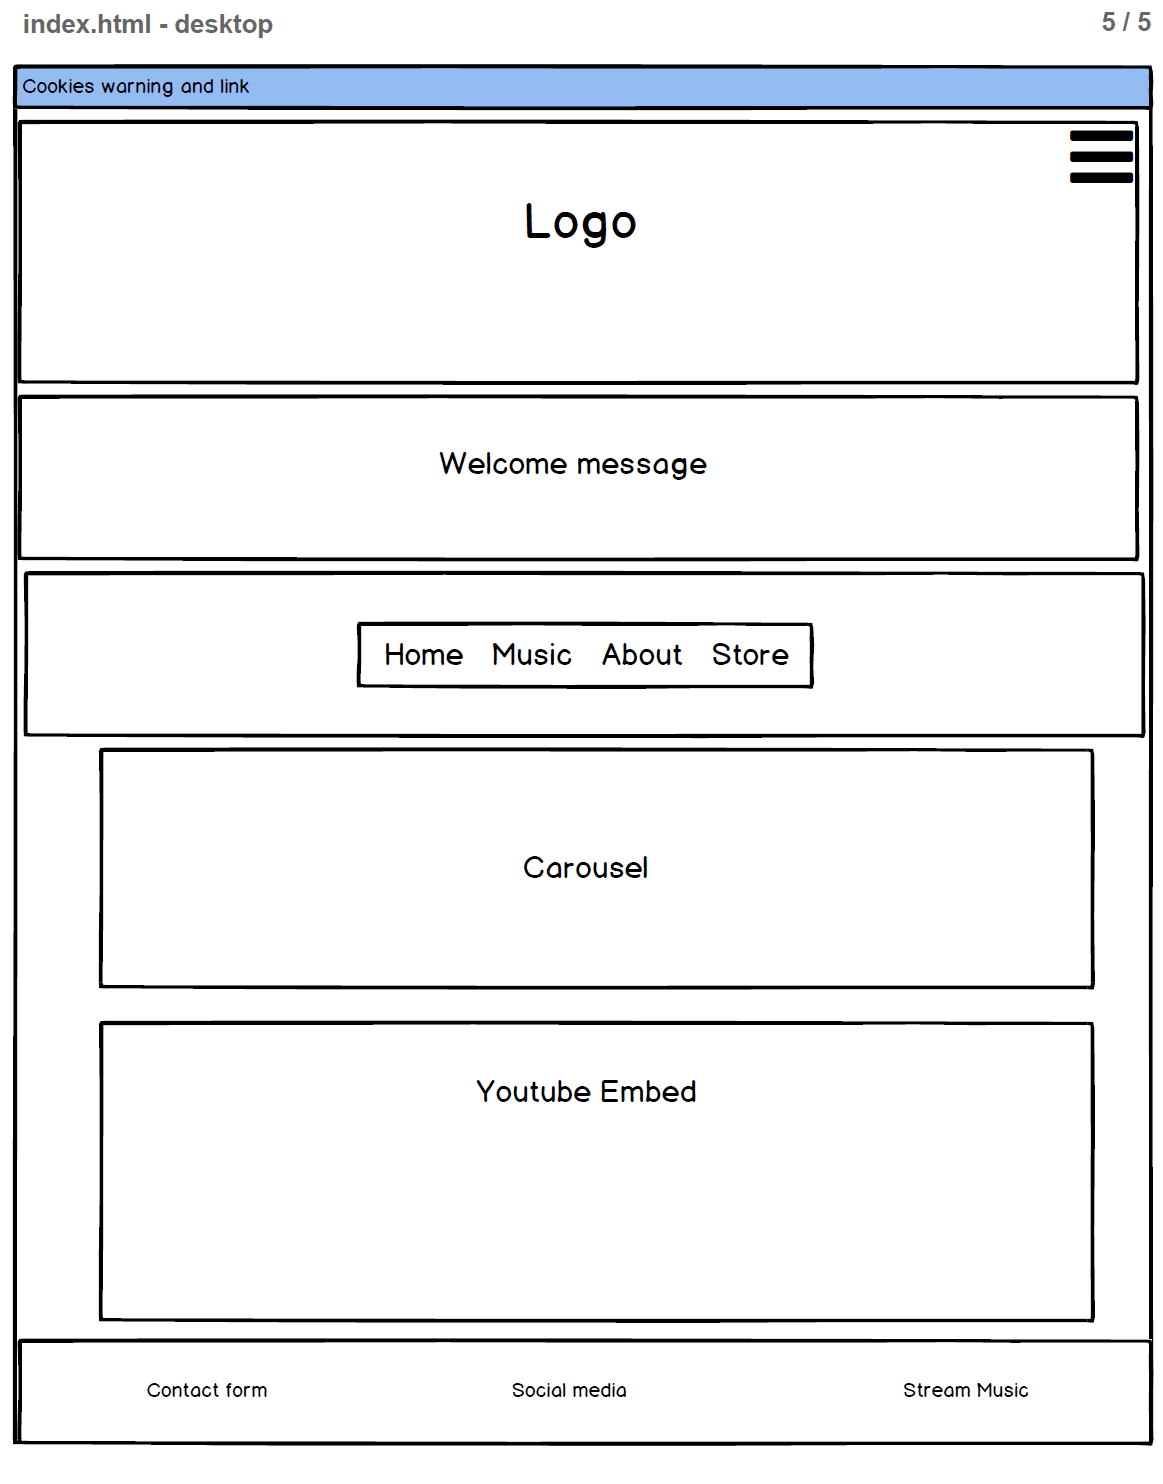 index.html - desktop
5 / 5
Cookies warning and link
Logo
Welcome message
Home Music About Store
Carousel
Youtube Embed
Contact form Social media Stream Music